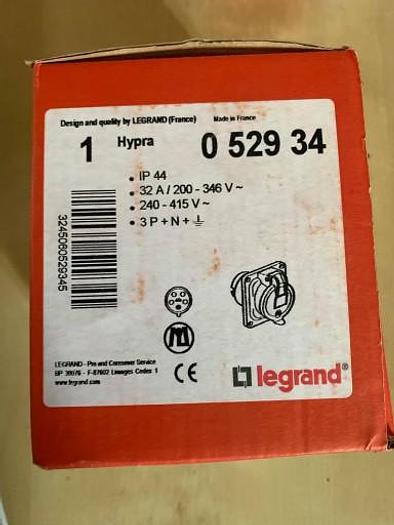 Design and quality by LEGRAND (France) Made in France
1 Hypra 0 529 34
• IP 44
• 32 A / 200 - 346 V ~
• 240 - 415 V ~
• 3 P + N + ⏚
3245060529345
LEGRAND - Pro and Consumer Service
BP 30076 - F-87002 Limoges Cedex 1
www.legrand.com
CE
legrand®